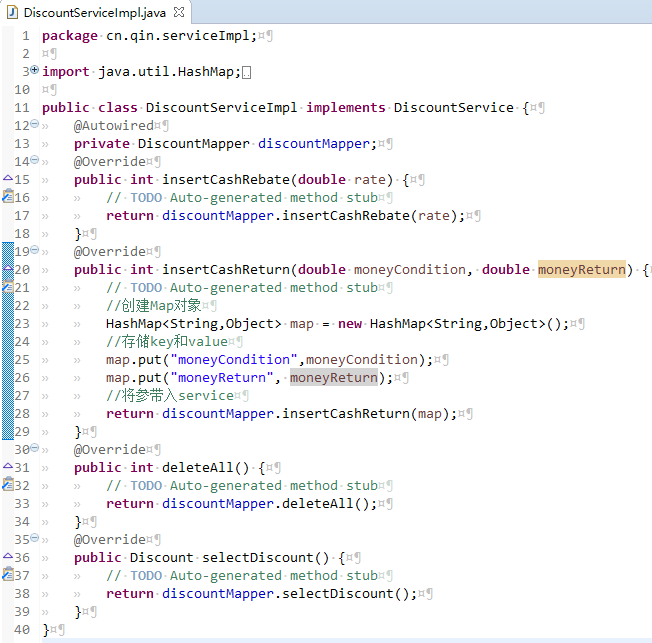 DiscountServiceImpl.java
1 package cn.qin.serviceImpl;
2
3 import java.util.HashMap;
10
11 public class DiscountServiceImpl implements DiscountService {
12 @Autowired
13 private DiscountMapper discountMapper;
14 @Override
15 public int insertCashRebate(double rate) {
16 // TODO Auto-generated method stub
17 return discountMapper.insertCashRebate(rate);
18 }
19 @Override
20 public int insertCashReturn(double moneyCondition, double moneyReturn) {
21 // TODO Auto-generated method stub
22 //创建Map对象
23 HashMap<String,Object> map = new HashMap<String,Object>();
24 //存储key和value
25 map.put("moneyCondition",moneyCondition);
26 map.put("moneyReturn", moneyReturn);
27 //将参带入service
28 return discountMapper.insertCashReturn(map);
29 }
30 @Override
31 public int deleteAll() {
32 // TODO Auto-generated method stub
33 return discountMapper.deleteAll();
34 }
35 @Override
36 public Discount selectDiscount() {
37 // TODO Auto-generated method stub
38 return discountMapper.selectDiscount();
39 }
40 }